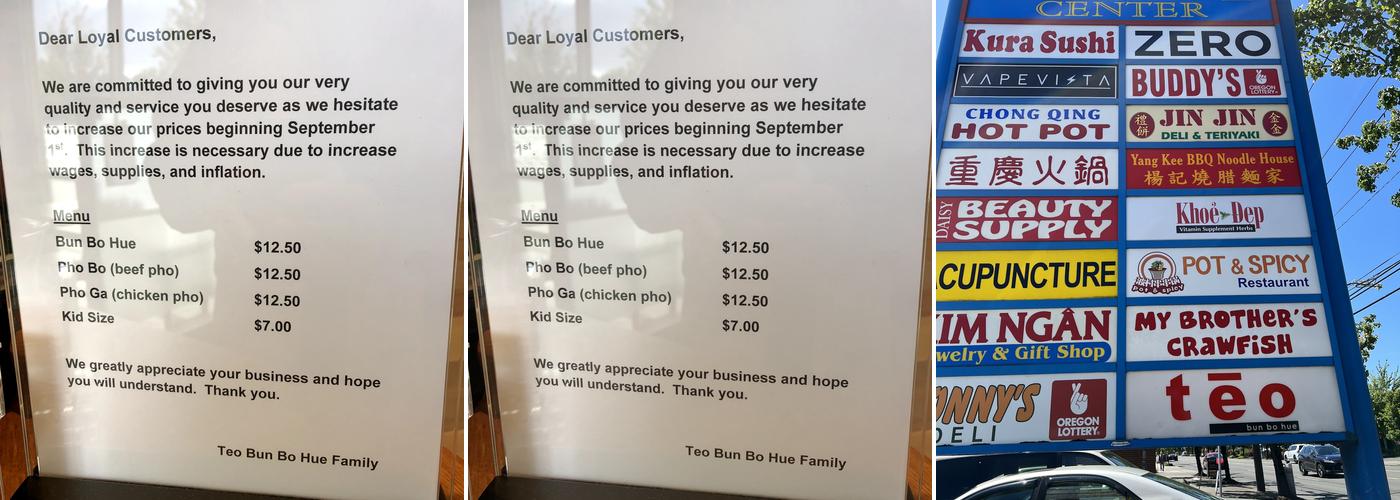 Dear Loyal Customers,
We are committed to giving you our very
quality and service you deserve as we hesitate
to increase our prices beginning September
1st. This increase is necessary due to increase
wages, supplies, and inflation.
Menu
Bun Bo Hue $12.50
Pho Bo (beef pho) $12.50
Pho Ga (chicken pho) $12.50
Kid Size $7.00
We greatly appreciate your business and hope
you will understand. Thank you.
Teo Bun Bo Hue Family
Dear Loyal Customers,
We are committed to giving you our very
quality and service you deserve as we hesitate
to increase our prices beginning September
1st. This increase is necessary due to increase
wages, supplies, and inflation.
Menu
Bun Bo Hue $12.50
Pho Bo (beef pho) $12.50
Pho Ga (chicken pho) $12.50
Kid Size $7.00
We greatly appreciate your business and hope
you will understand. Thank you.
Teo Bun Bo Hue Family
CENTER
Kura Sushi
ZERO
VAPEVISTA
BUDDY'S
OREGON
LOTTERY
CHONG QING
HOT POT
禮餅
JIN JIN
金金
DELI & TERIYAKI
重慶火鍋
Yang Kee BBQ Noodle House
楊記燒腊麵家
DAISY
BEAUTY
SUPPLY
Khoẻ Đẹp
Vitamin Supplement Herbs
CUPUNCTURE
POT & SPICY
Restaurant
pot & spicy
IM NGÂN
welry & Gift Shop
MY BROTHER'S
CRAWFISH
ONNY'S
DELI
OREGON
LOTTERY
tēo
bun bo hue